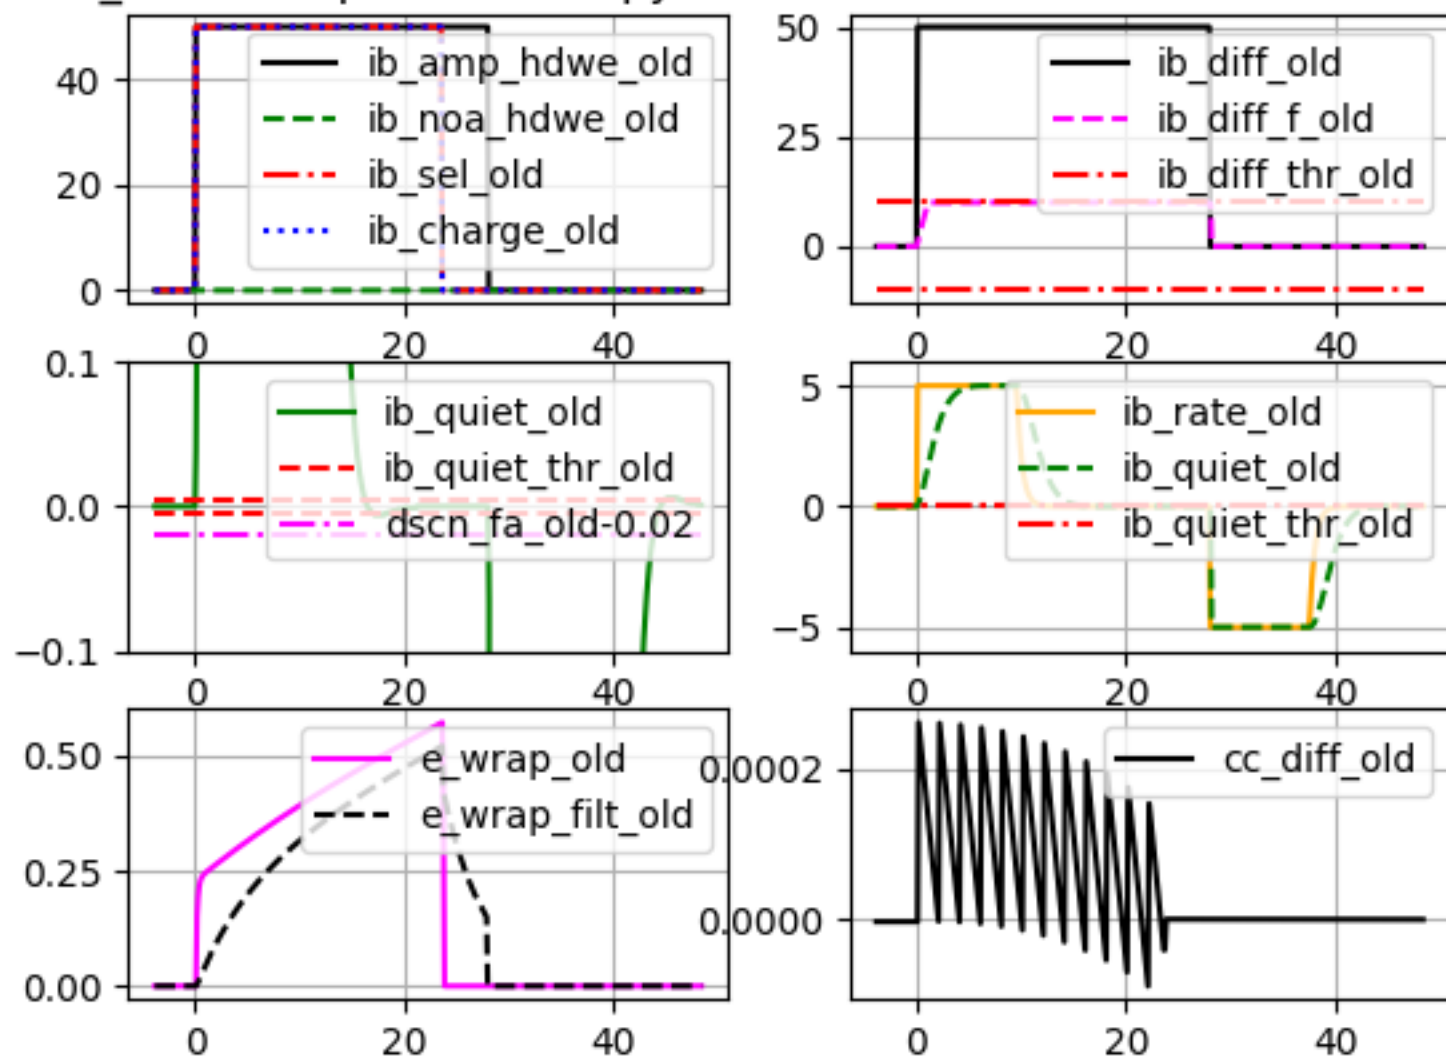 ib_amp_hdwe_old
ib_noa_hdwe_old
ib_sel_old
ib_charge_old
40
20
0
0
20
40
ib_diff_old
ib_diff_f_old
ib_diff_thr_old
50
25
0
0
20
40
ib_quiet_old
ib_quiet_thr_old
dscn_fa_old-0.02
0.1
0.0
−0.1
0
20
40
ib_rate_old
ib_quiet_old
ib_quiet_thr_old
5
0
−5
0
20
40
e_wrap_old
e_wrap_filt_old
0.50
0.25
0.00
0
20
40
cc_diff_old
0.0002
0.0000
0
20
40